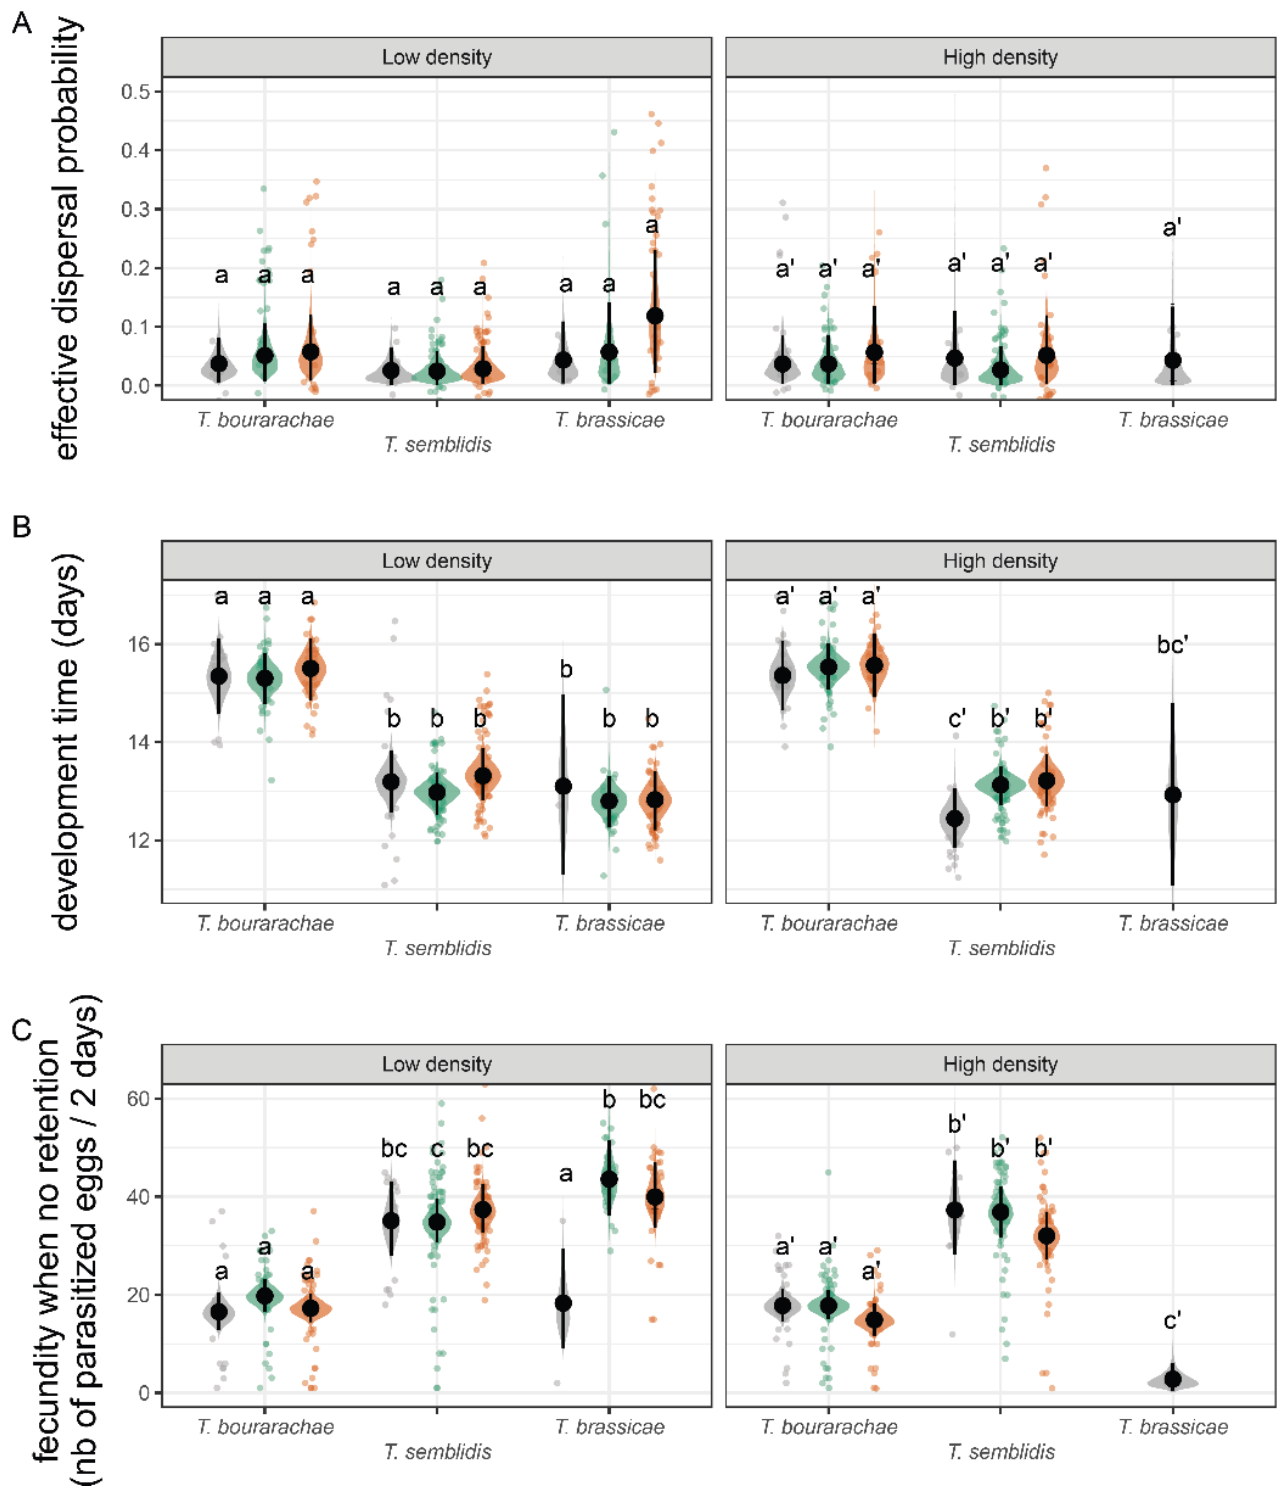 A
effective dispersal probability
Low density
High density
0.5
0.4
0.3
0.2
0.1
0.0
a a a a a a a a a
a' a' a' a' a' a' a'
T. bourarachae
T. semblidis
T. brassicae
T. bourarachae
T. semblidis
T. brassicae
B
development time (days)
Low density
High density
16
14
12
a a a b b b b b b
a' a' a' c' b' b' bc'
T. bourarachae
T. semblidis
T. brassicae
T. bourarachae
T. semblidis
T. brassicae
C
fecundity when no retention
(nb of parasitized eggs / 2 days)
Low density
High density
60
40
20
0
a a a bc c bc a b bc
a' a' a' b' b' b' c'
T. bourarachae
T. semblidis
T. brassicae
T. bourarachae
T. semblidis
T. brassicae